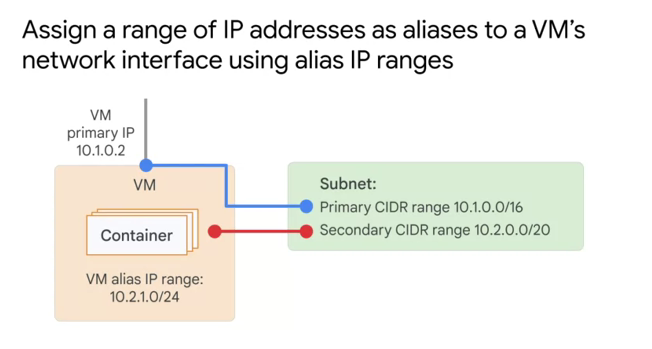 Assign a range of IP addresses as aliases to a VM’s
network interface using alias IP ranges
VM
primary IP
10.1.0.2
VM
Container
VM alias IP range:
10.2.1.0/24
Subnet:
Primary CIDR range 10.1.0.0/16
Secondary CIDR range 10.2.0.0/20